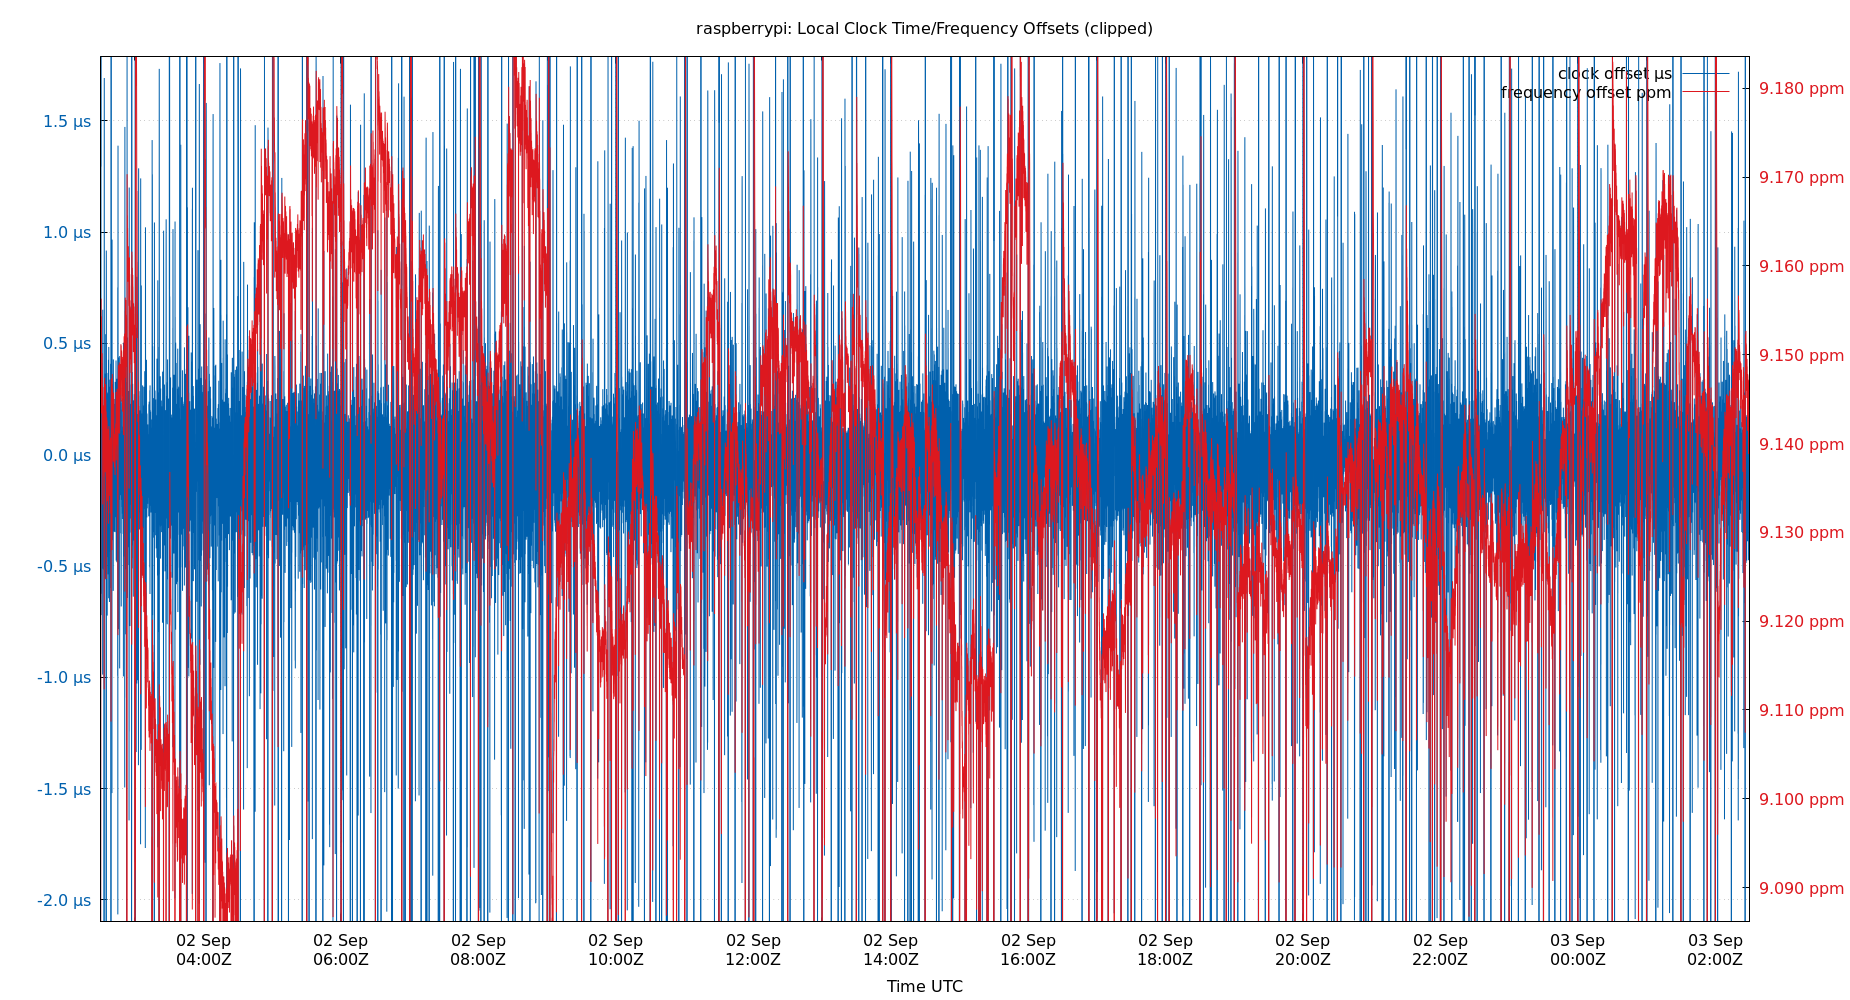 raspberrypi: Local Clock Time/Frequency Offsets (clipped)
clock offset µs
frequency offset ppm
1.5 µs
1.0 µs
0.5 µs
0.0 µs
-0.5 µs
-1.0 µs
-1.5 µs
-2.0 µs
9.180 ppm
9.170 ppm
9.160 ppm
9.150 ppm
9.140 ppm
9.130 ppm
9.120 ppm
9.110 ppm
9.100 ppm
9.090 ppm
02 Sep 02 Sep 02 Sep 02 Sep 02 Sep 02 Sep 02 Sep 02 Sep 02 Sep 02 Sep 03 Sep 03 Sep
04:00Z 06:00Z 08:00Z 10:00Z 12:00Z 14:00Z 16:00Z 18:00Z 20:00Z 22:00Z 00:00Z 02:00Z
Time UTC